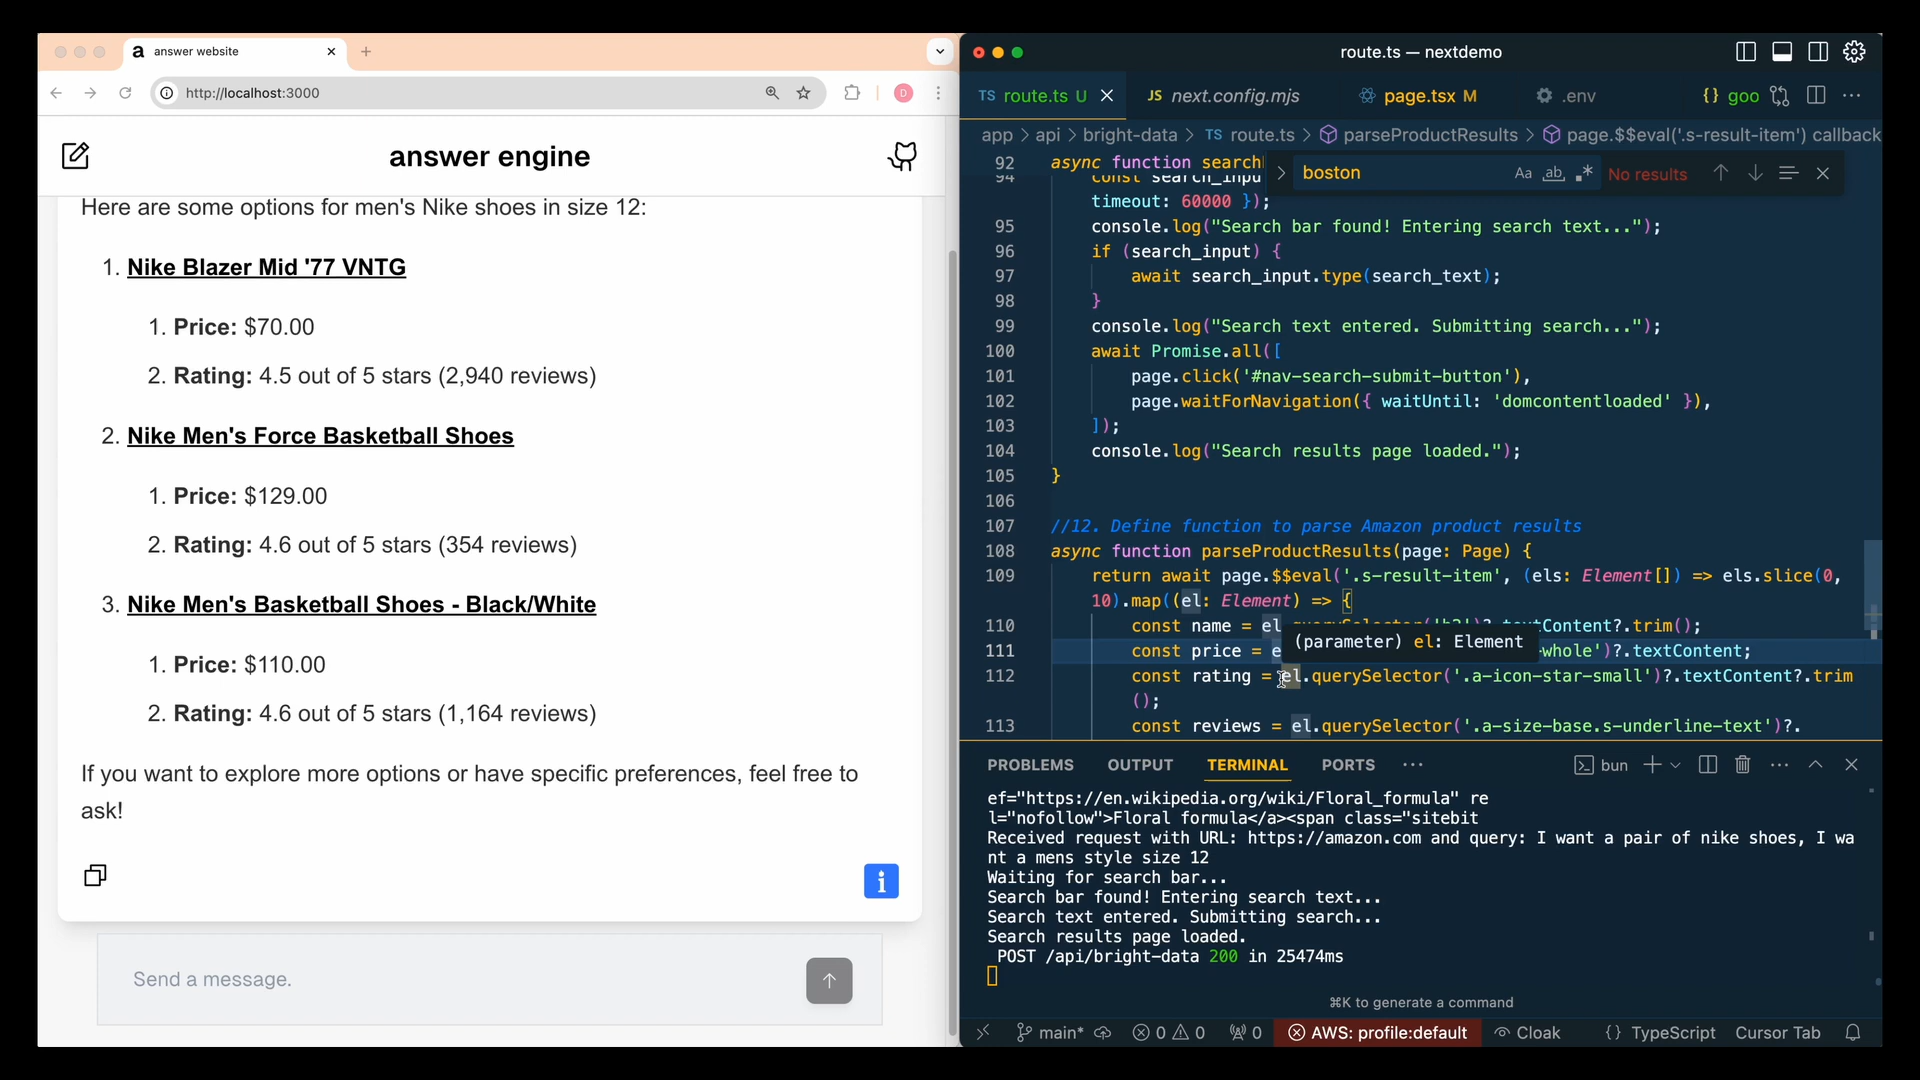 answer website
http://localhost:3000
answer engine
Here are some options for men's Nike shoes in size 12:
1. Nike Blazer Mid '77 VNTG
1. Price: $70.00
2. Rating: 4.5 out of 5 stars (2,940 reviews)
2. Nike Men's Force Basketball Shoes
1. Price: $129.00
2. Rating: 4.6 out of 5 stars (354 reviews)
3. Nike Men's Basketball Shoes - Black/White
1. Price: $110.00
2. Rating: 4.6 out of 5 stars (1,164 reviews)
If you want to explore more options or have specific preferences, feel free to
ask!
Send a message.
route.ts — nextdemo
TS route.ts U
JS next.config.mjs
page.tsx M
.env
{} goo
app > api > bright-data > TS route.ts > parseProductResults > page.$$eval('.s-result-item') callback
boston
No results
92 async function search
94 const search_inpu
timeout: 60000 });
95 console.log("Search bar found! Entering search text...");
96 if (search_input) {
97 await search_input.type(search_text);
98 }
99 console.log("Search text entered. Submitting search...");
100 await Promise.all([
101 page.click('#nav-search-submit-button'),
102 page.waitForNavigation({ waitUntil: 'domcontentloaded' }),
103 ]);
104 console.log("Search results page loaded.");
105 }
106
107 //12. Define function to parse Amazon product results
108 async function parseProductResults(page: Page) {
109 return await page.$$eval('.s-result-item', (els: Element[]) => els.slice(0,
10).map((el: Element) => {
110 const name = el.querySelector('h2')?.textContent?.trim();
(parameter) el: Element
111 const price = e -whole')?.textContent;
112 const rating = el.querySelector('.a-icon-star-small')?.textContent?.trim
();
113 const reviews = el.querySelector('.a-size-base.s-underline-text')?.
PROBLEMS OUTPUT TERMINAL PORTS ···
bun
ef="https://en.wikipedia.org/wiki/Floral_formula" re
l="nofollow">Floral formula</a><span class="sitebit
Received request with URL: https://amazon.com and query: I want a pair of nike shoes, I wa
nt a mens style size 12
Waiting for search bar...
Search bar found! Entering search text...
Search text entered. Submitting search...
Search results page loaded.
POST /api/bright-data 200 in 25474ms
⌘K to generate a command
main* 0 0 0 AWS: profile:default Cloak {} TypeScript Cursor Tab